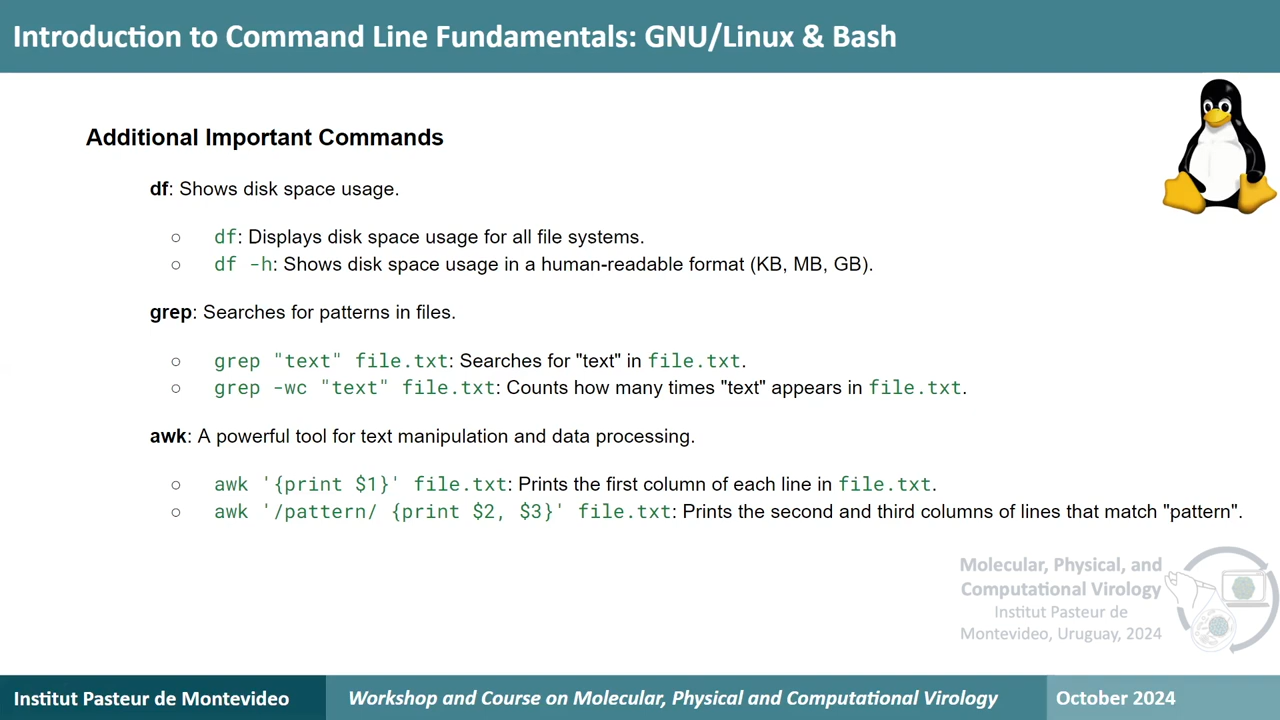 Introduction to Command Line Fundamentals: GNU/Linux & Bash
Additional Important Commands
df: Shows disk space usage.
○ df: Displays disk space usage for all file systems.
○ df -h: Shows disk space usage in a human-readable format (KB, MB, GB).
grep: Searches for patterns in files.
○ grep "text" file.txt: Searches for "text" in file.txt.
○ grep -wc "text" file.txt: Counts how many times "text" appears in file.txt.
awk: A powerful tool for text manipulation and data processing.
○ awk '{print $1}' file.txt: Prints the first column of each line in file.txt.
○ awk '/pattern/ {print $2, $3}' file.txt: Prints the second and third columns of lines that match "pattern".
Molecular, Physical, and
Computational Virology
Institut Pasteur de
Montevideo, Uruguay, 2024
Institut Pasteur de Montevideo
Workshop and Course on Molecular, Physical and Computational Virology
October 2024